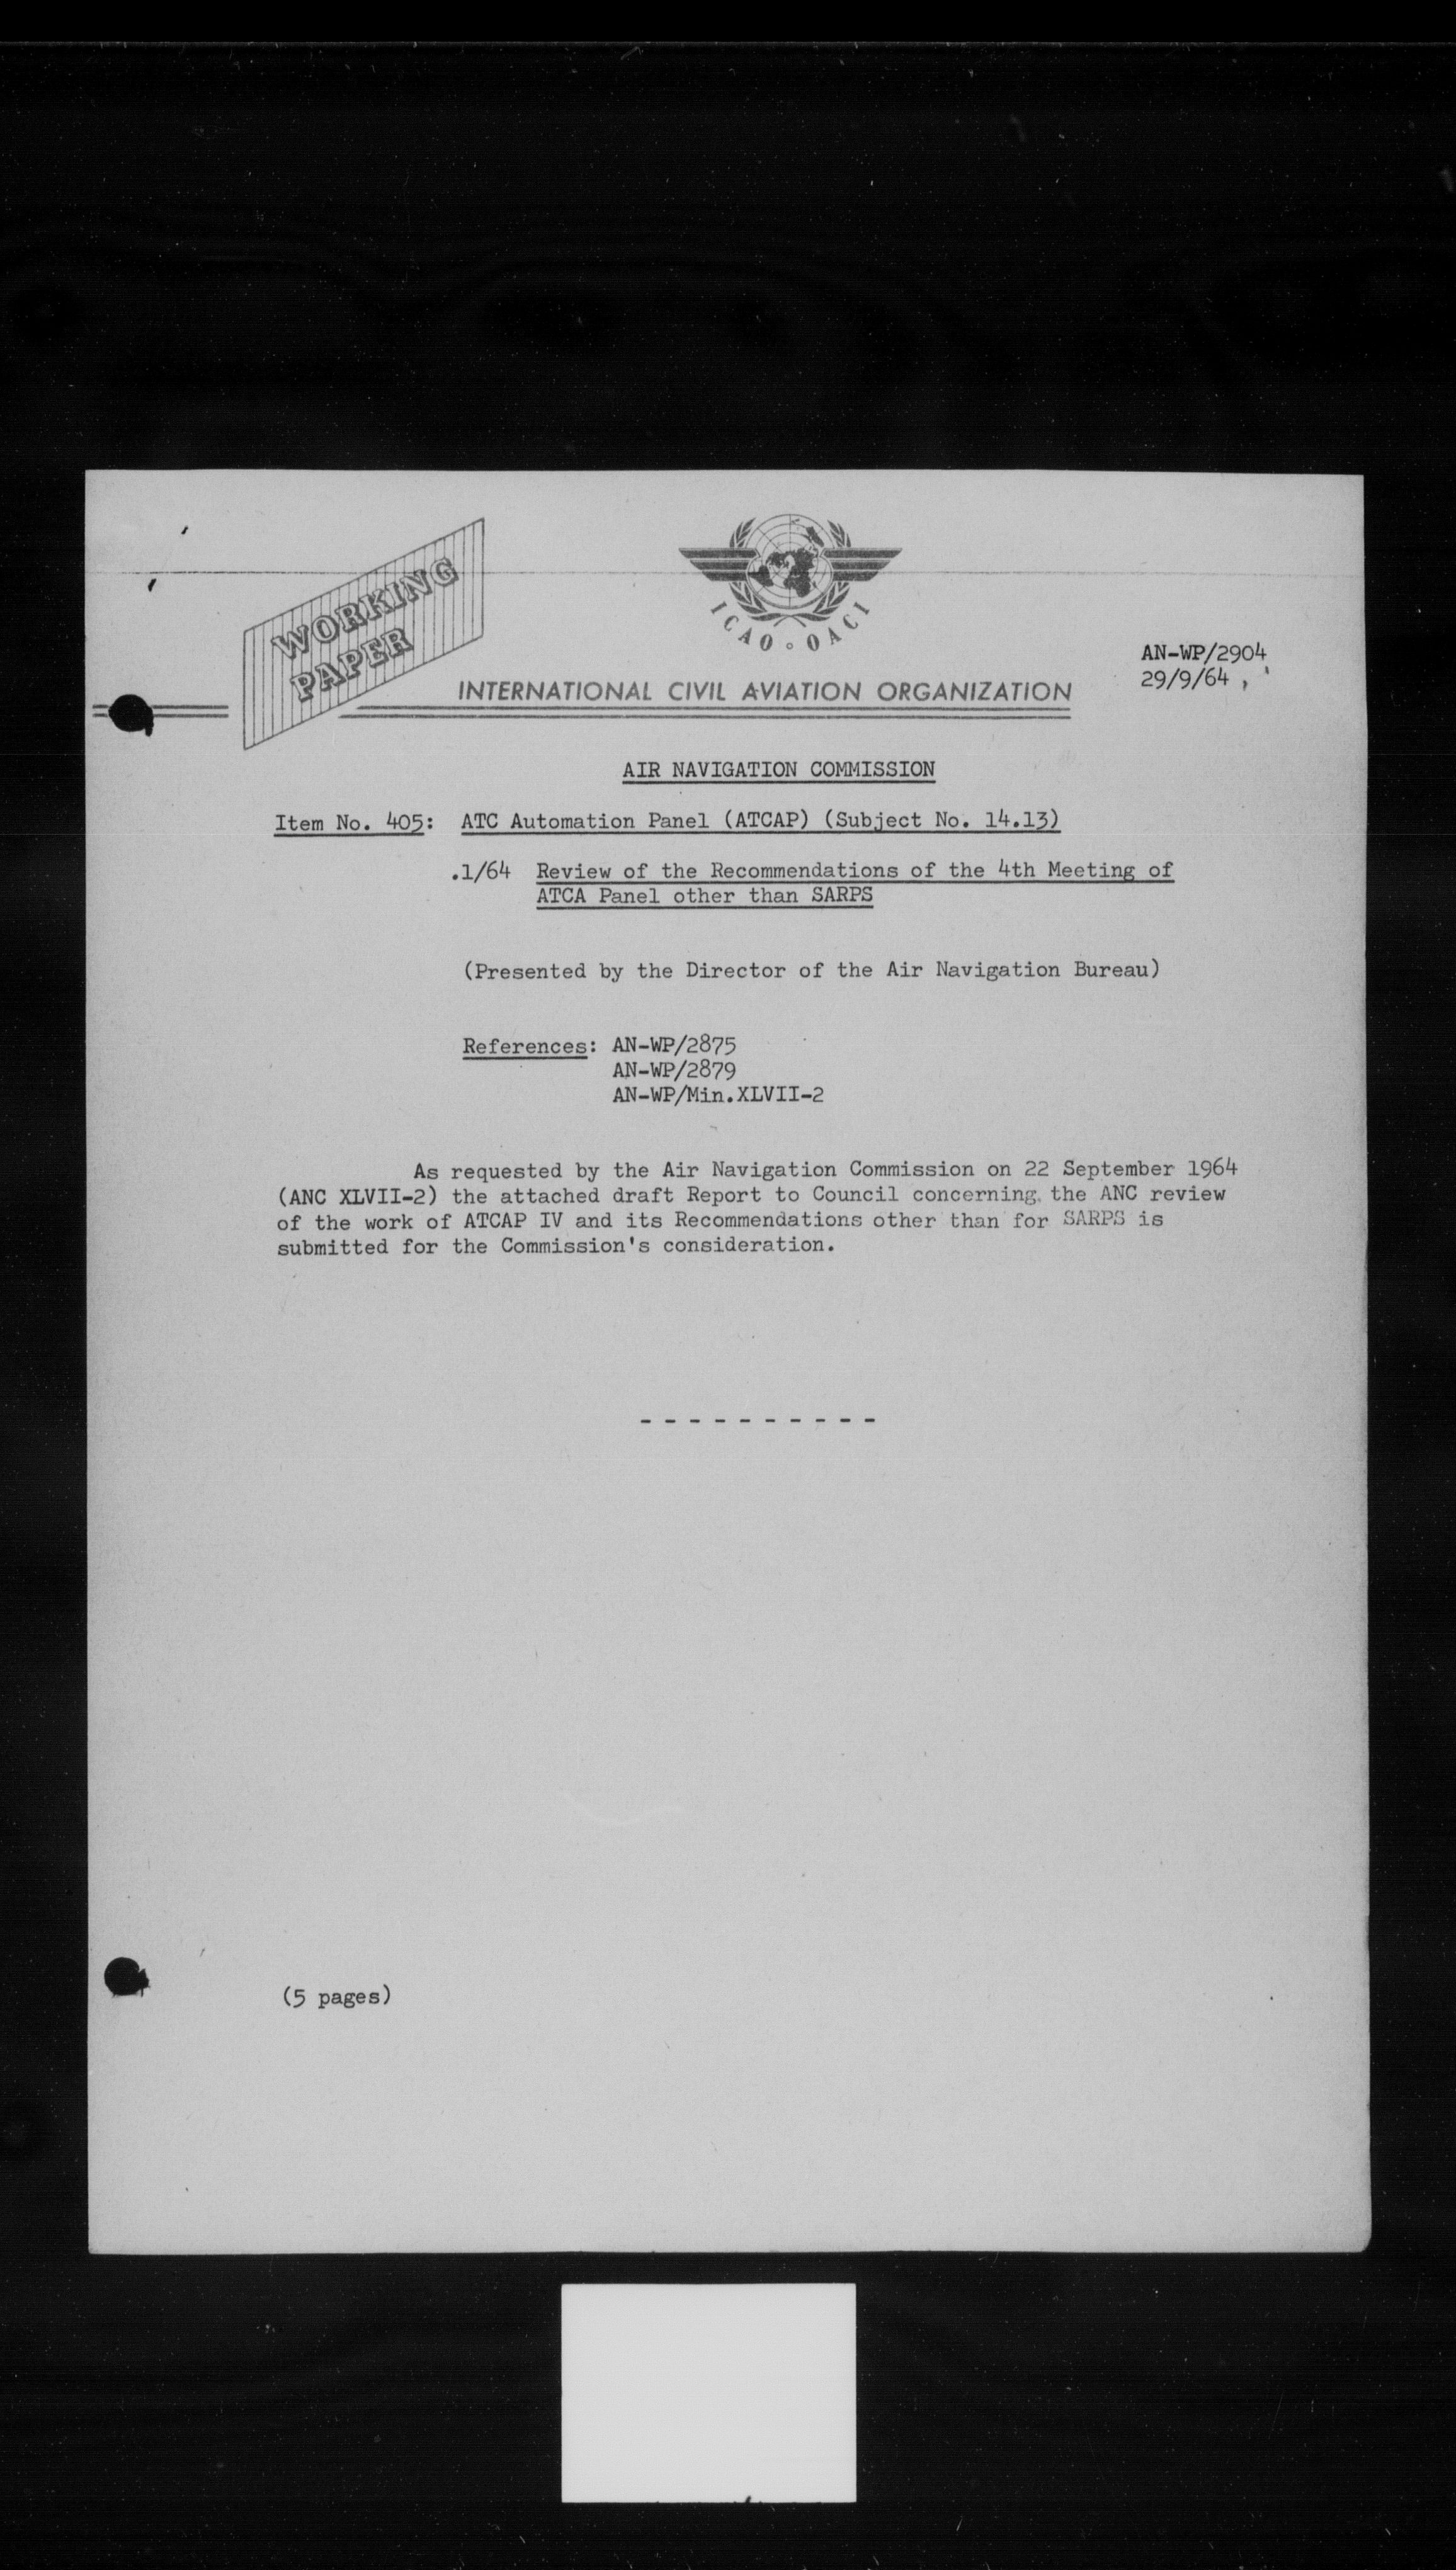 WORKING
PAPER
ICAO ◦ OACI
AN-WP/2904
29/9/64
INTERNATIONAL CIVIL AVIATION ORGANIZATION
AIR NAVIGATION COMMISSION
Item No. 405: ATC Automation Panel (ATCAP) (Subject No. 14.13)
.1/64 Review of the Recommendations of the 4th Meeting of
ATCA Panel other than SARPS
(Presented by the Director of the Air Navigation Bureau)
References: AN-WP/2875
AN-WP/2879
AN-WP/Min.XLVII-2
As requested by the Air Navigation Commission on 22 September 1964
(ANC XLVII-2) the attached draft Report to Council concerning the ANC review
of the work of ATCAP IV and its Recommendations other than for SARPS is
submitted for the Commission's consideration.
- - - - - - - - - -
(5 pages)